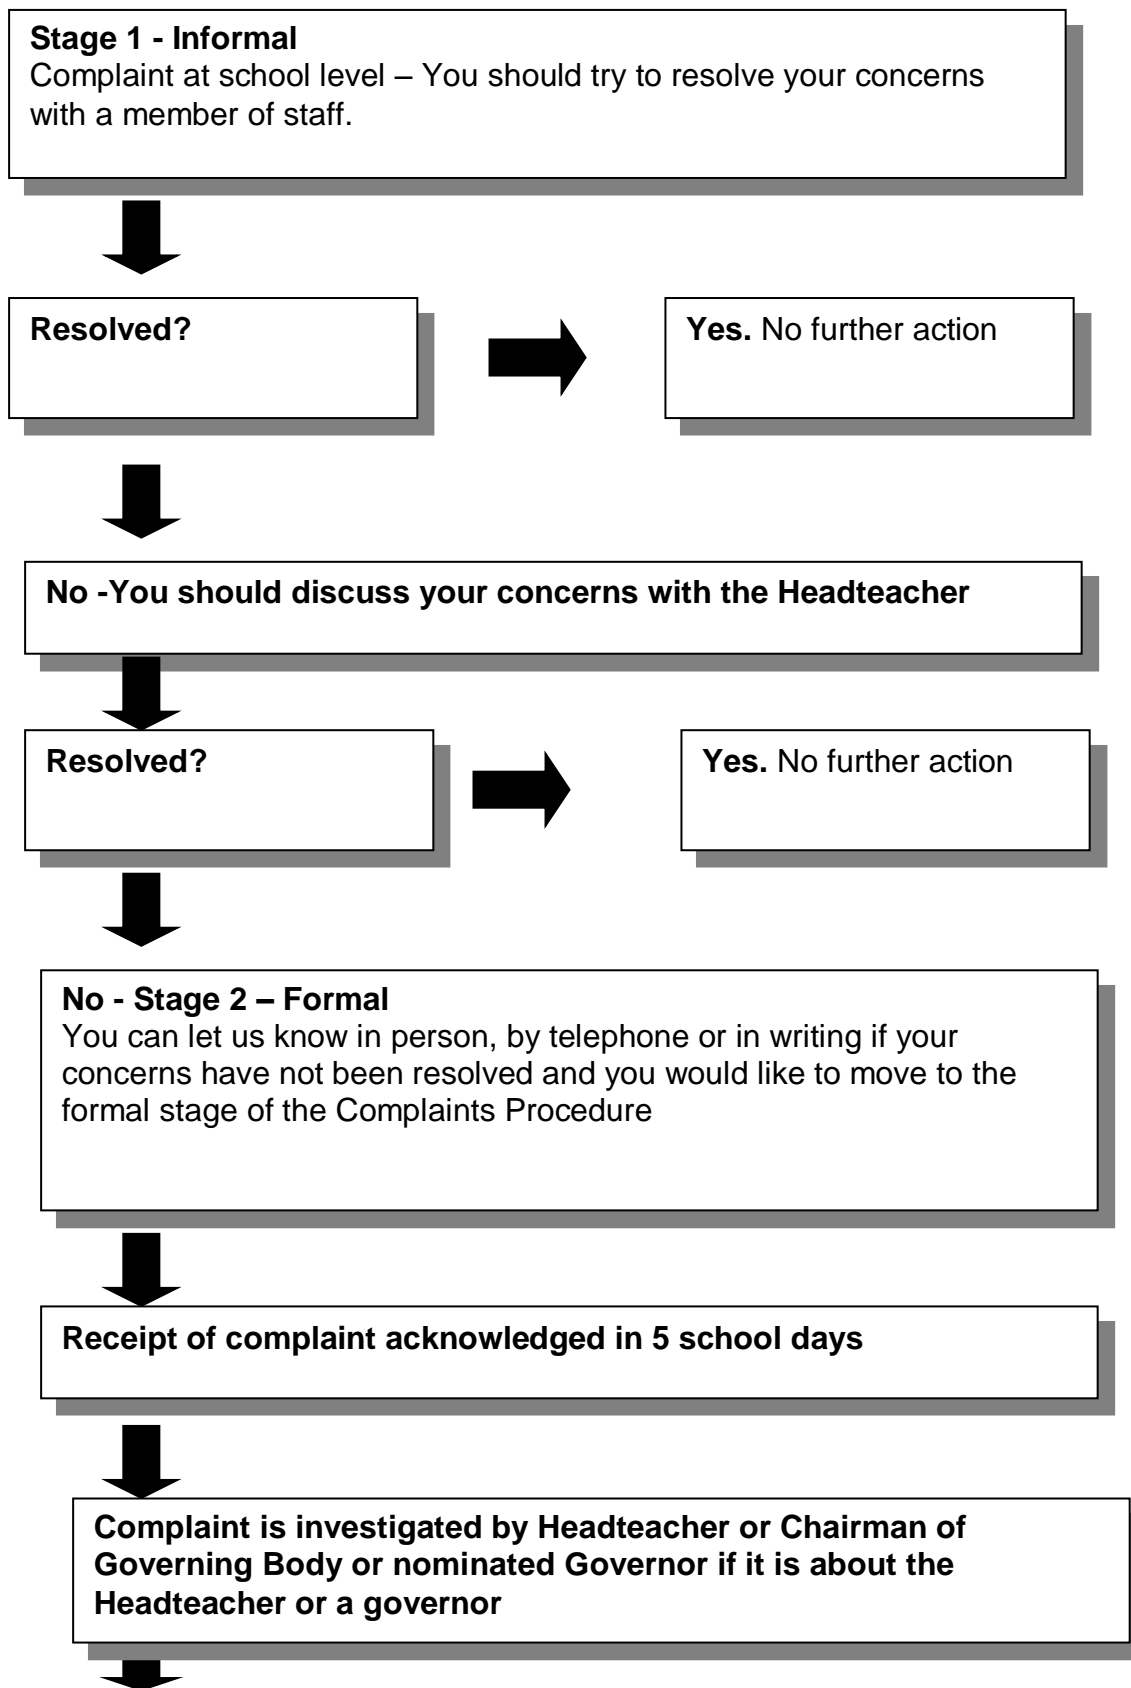 Stage 1 - Informal
Complaint at school level – You should try to resolve your concerns
with a member of staff.
Resolved?
Yes. No further action
No -You should discuss your concerns with the Headteacher
Resolved?
Yes. No further action
No - Stage 2 – Formal
You can let us know in person, by telephone or in writing if your
concerns have not been resolved and you would like to move to the
formal stage of the Complaints Procedure
Receipt of complaint acknowledged in 5 school days
Complaint is investigated by Headteacher or Chairman of
Governing Body or nominated Governor if it is about the
Headteacher or a governor